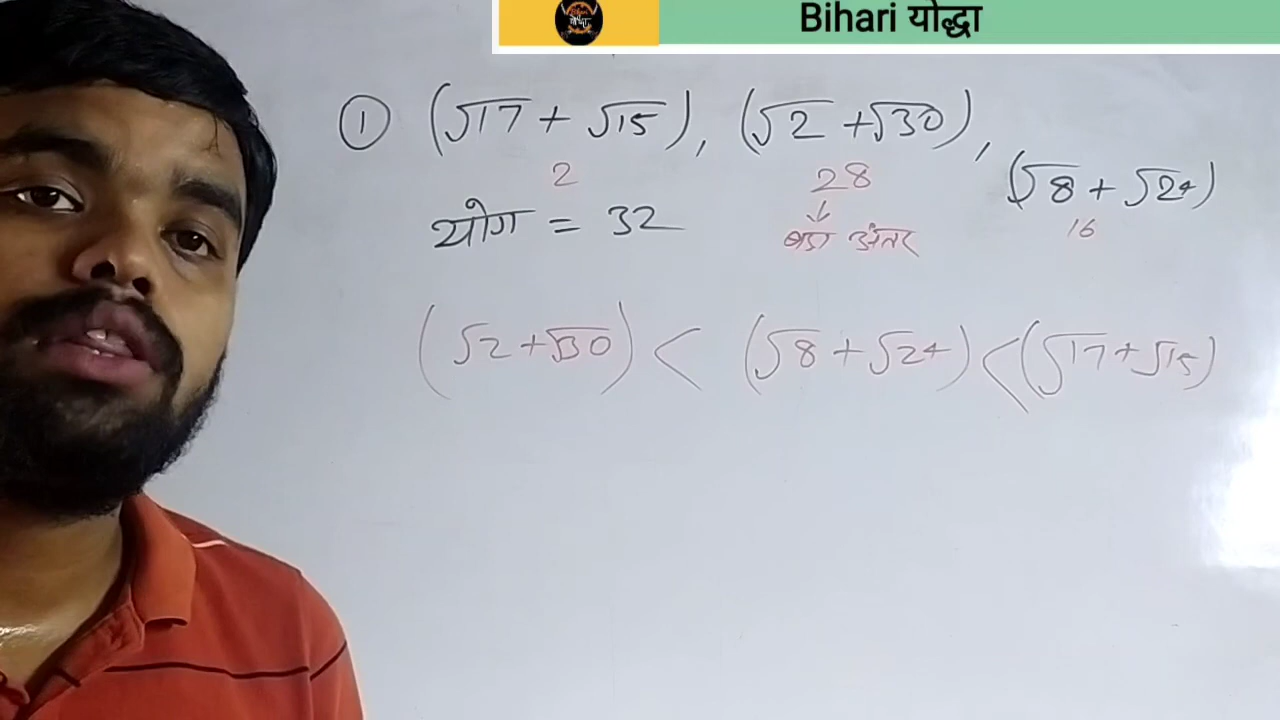 Bihari योद्धा
Bihari
① (√17 + √15), (√2 + √30), (√8 + √24)
2 28 16
↓
योग = 32 बड़ा अंतर
(√2 + √30) < (√8 + √24) < (√17 + √15)